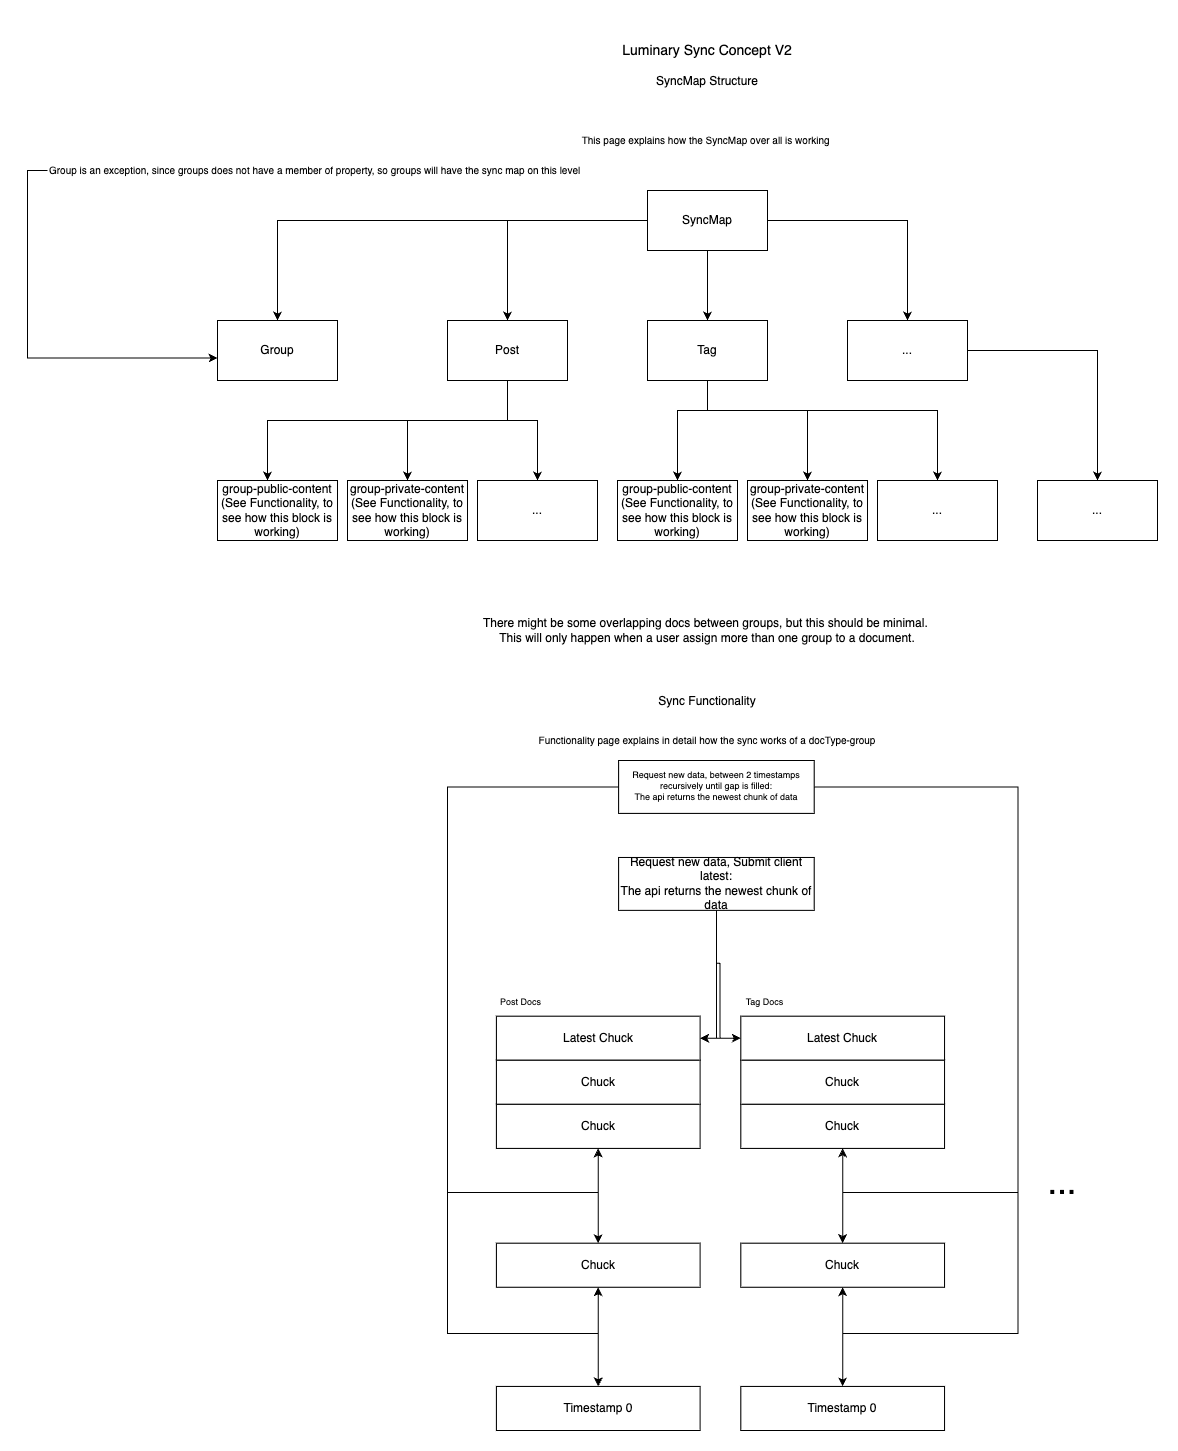 Luminary Sync Concept V2
SyncMap Structure
This page explains how the SyncMap over all is working
Group is an exception, since groups does not have a member of property, so groups will have the sync map on this level
SyncMap
Group
Post
Tag
...
group-public-content
(See Functionality, to
see how this block is
working)
group-private-content
(See Functionality, to
see how this block is
working)
...
group-public-content
(See Functionality, to
see how this block is
working)
group-private-content
(See Functionality, to
see how this block is
working)
...
...
There might be some overlapping docs between groups, but this should be minimal.
This will only happen when a user assign more than one group to a document.
Sync Functionality
Functionality page explains in detail how the sync works of a docType-group
Request new data, between 2 timestamps
recursively until gap is filled:
The api returns the newest chunk of data
Request new data, Submit client
latest:
The api returns the newest chunk of
data
Post Docs
Tag Docs
Latest Chuck
Latest Chuck
Chuck
Chuck
Chuck
Chuck
...
Chuck
Chuck
Timestamp 0
Timestamp 0